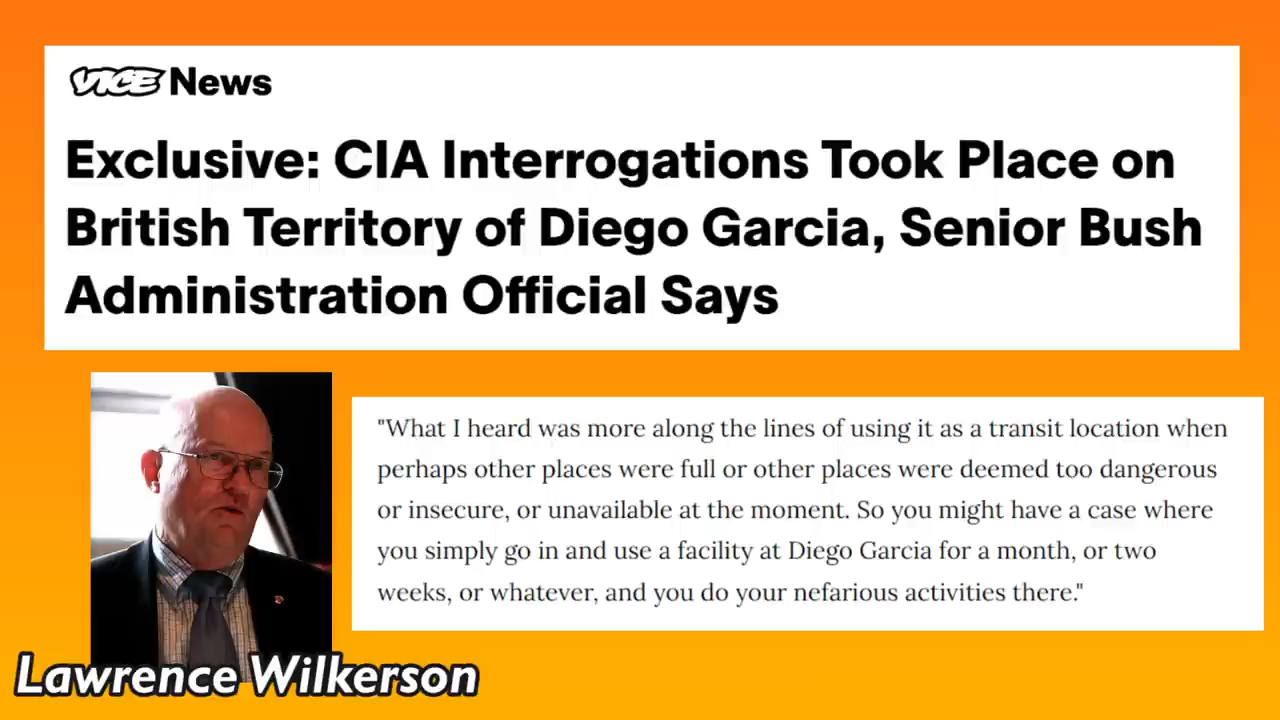 VICE News
Exclusive: CIA Interrogations Took Place on
British Territory of Diego Garcia, Senior Bush
Administration Official Says
"What I heard was more along the lines of using it as a transit location when
perhaps other places were full or other places were deemed too dangerous
or insecure, or unavailable at the moment. So you might have a case where
you simply go in and use a facility at Diego Garcia for a month, or two
weeks, or whatever, and you do your nefarious activities there."
Lawrence Wilkerson